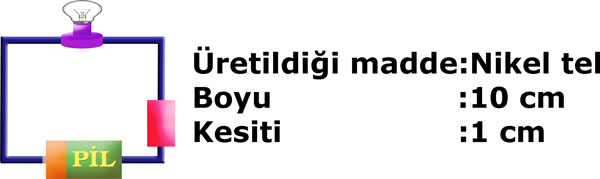 Üretildiği madde:Nikel tel
Boyu :10 cm
Kesiti :1 cm
PİL